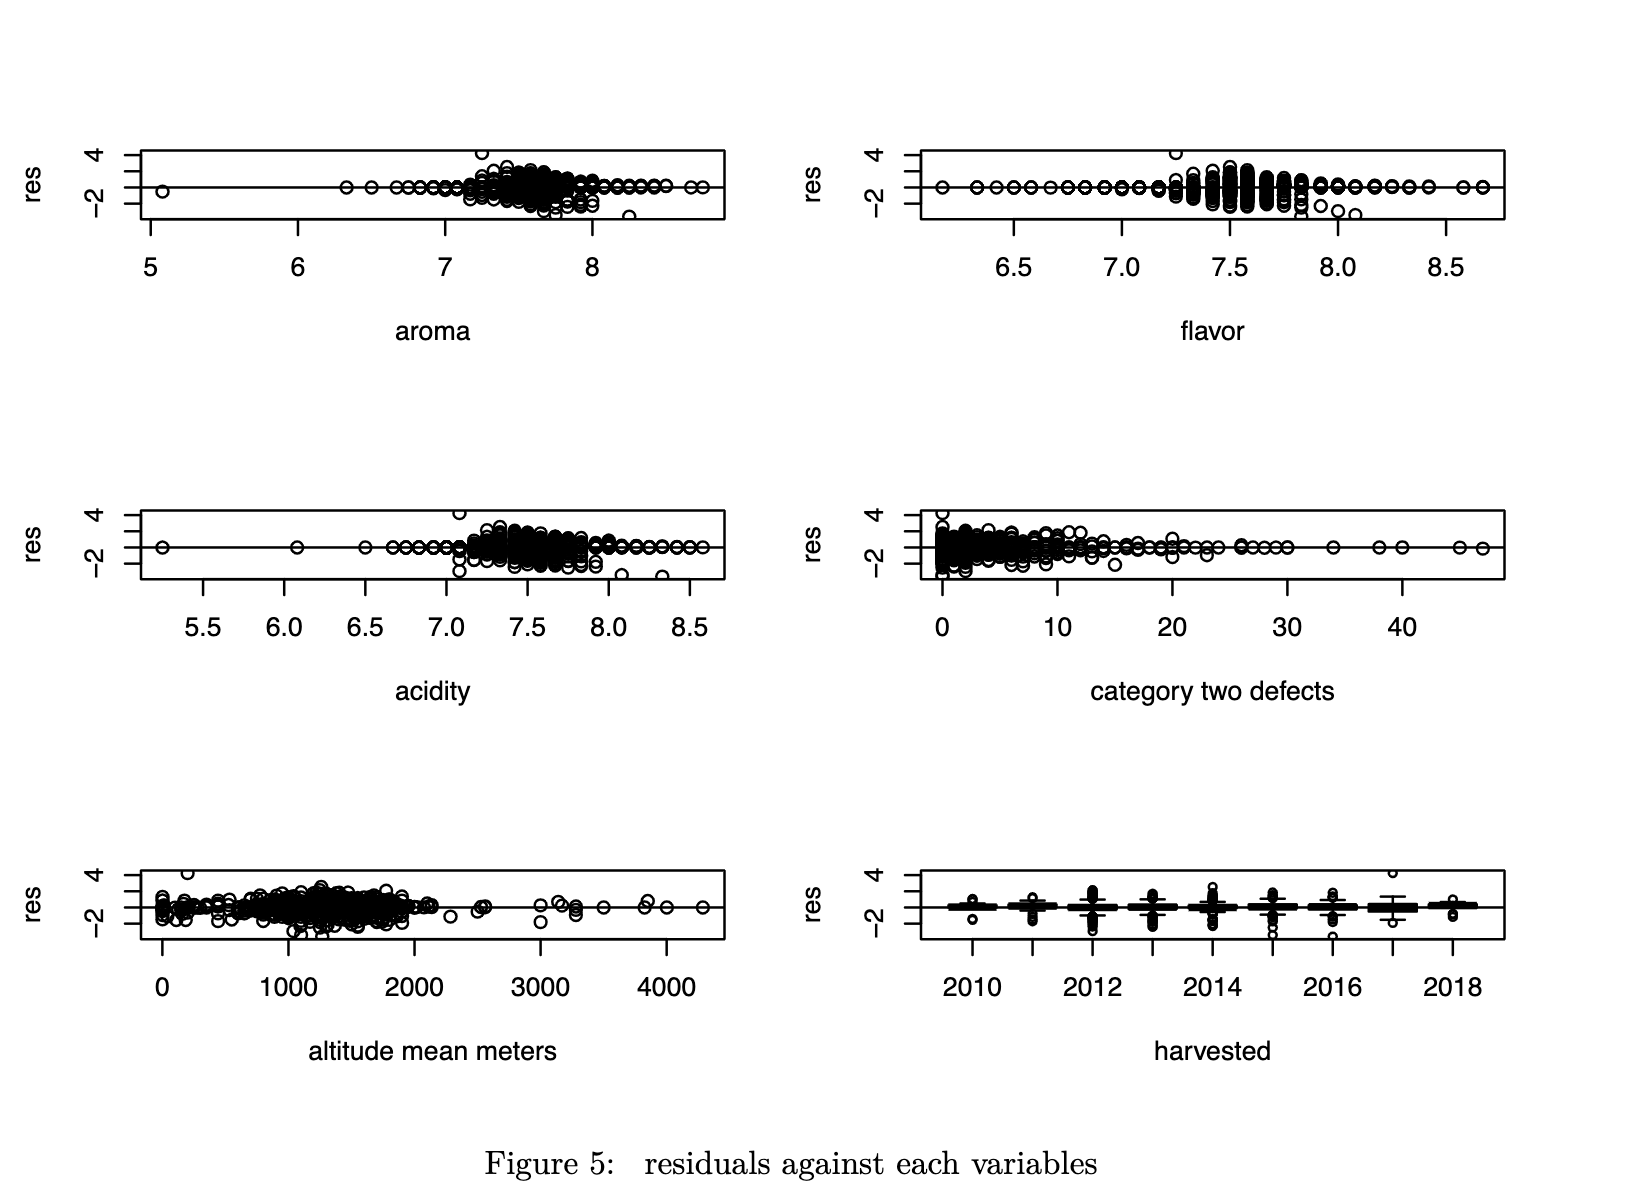 res
4
-2
5 6 7 8
aroma
res
4
-2
6.5 7.0 7.5 8.0 8.5
flavor
res
4
-2
5.5 6.0 6.5 7.0 7.5 8.0 8.5
acidity
res
4
-2
0 10 20 30 40
category two defects
res
4
-2
0 1000 2000 3000 4000
altitude mean meters
res
4
-2
2010 2012 2014 2016 2018
harvested
Figure 5: residuals against each variables